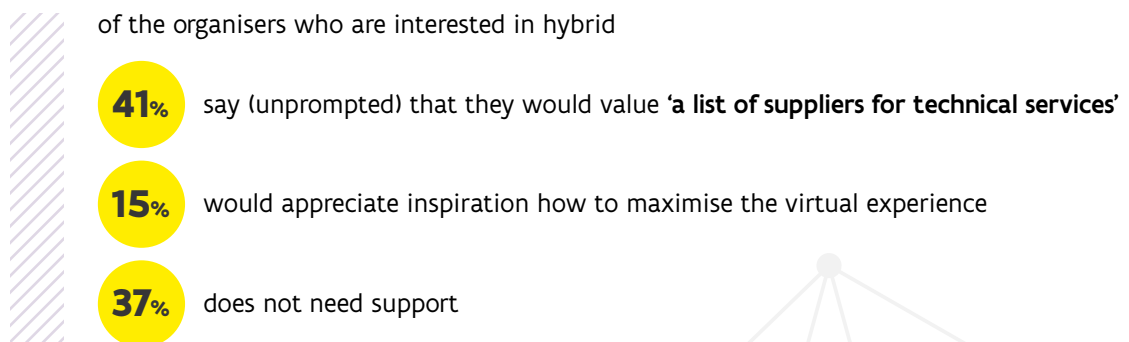 of the organisers who are interested in hybrid
41% say (unprompted) that they would value ‘a list of suppliers for technical services’
15% would appreciate inspiration how to maximise the virtual experience
37% does not need support